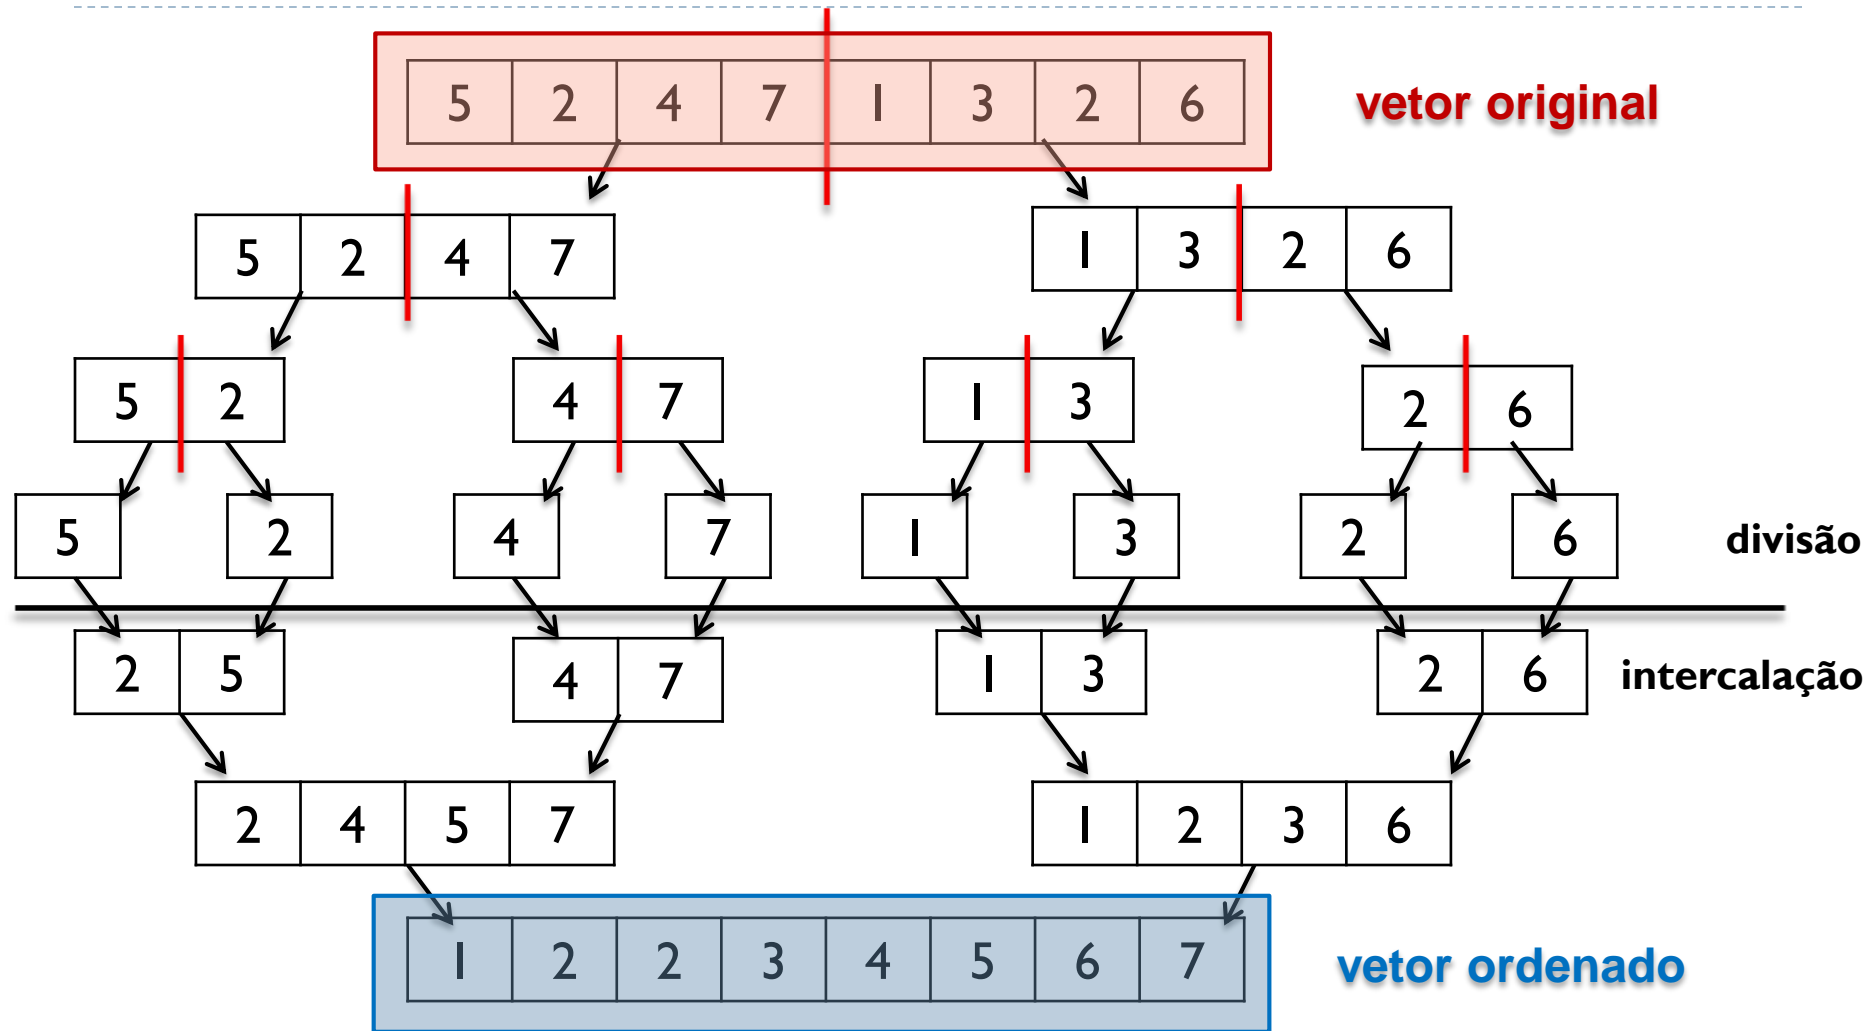 5 2 4 7 1 3 2 6 vetor original
5 2 4 7 1 3 2 6
5 2 4 7 1 3 2 6
5 2 4 7 1 3 2 6 divisão
2 5 4 7 1 3 2 6 intercalação
2 4 5 7 1 2 3 6
1 2 2 3 4 5 6 7 vetor ordenado